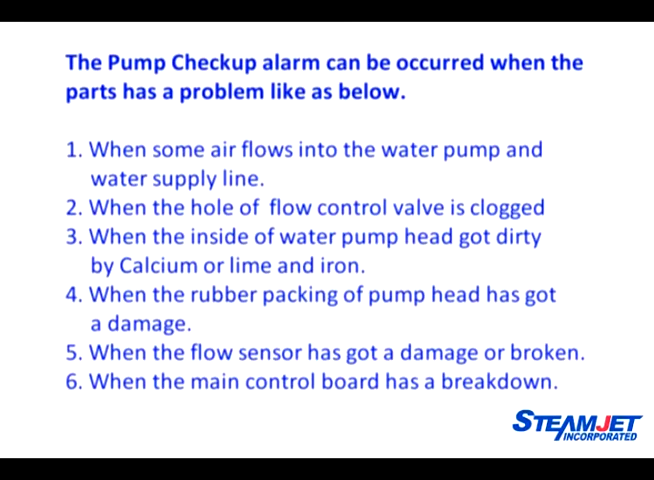 The Pump Checkup alarm can be occurred when the
parts has a problem like as below.
1. When some air flows into the water pump and
water supply line.
2. When the hole of flow control valve is clogged
3. When the inside of water pump head got dirty
by Calcium or lime and iron.
4. When the rubber packing of pump head has got
a damage.
5. When the flow sensor has got a damage or broken.
6. When the main control board has a breakdown.
STEAMJET
INCORPORATED